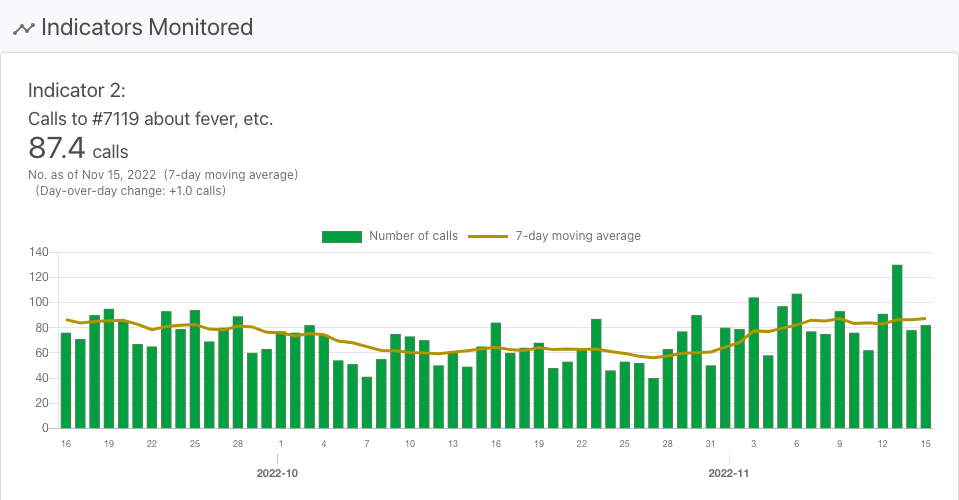 Indicators Monitored
Indicator 2:
Calls to #7119 about fever, etc.
87.4 calls
No. as of Nov 15, 2022 (7-day moving average)
(Day-over-day change: +1.0 calls)
Number of calls 7-day moving average
140
120
100
80
60
40
20
0
16 19 22 25 28 1 4 7 10 13 16 19 22 25 28 31 3 6 9 12 15
2022-10 2022-11